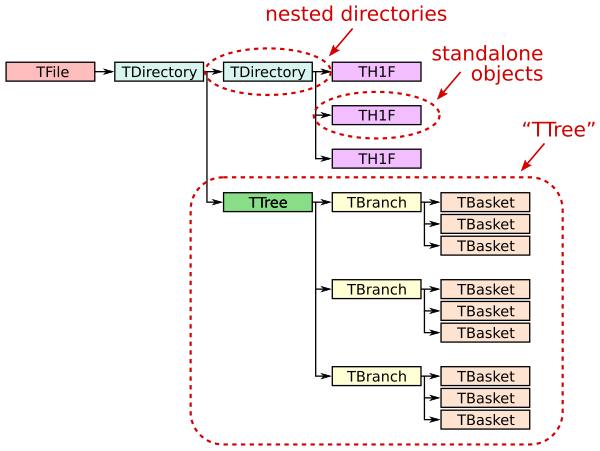 nested directories
standalone
objects
TFile
TDirectory
TDirectory
TH1F
TH1F
TH1F
“TTree”
TTree
TBranch
TBasket
TBasket
TBasket
TBranch
TBasket
TBasket
TBasket
TBranch
TBasket
TBasket
TBasket